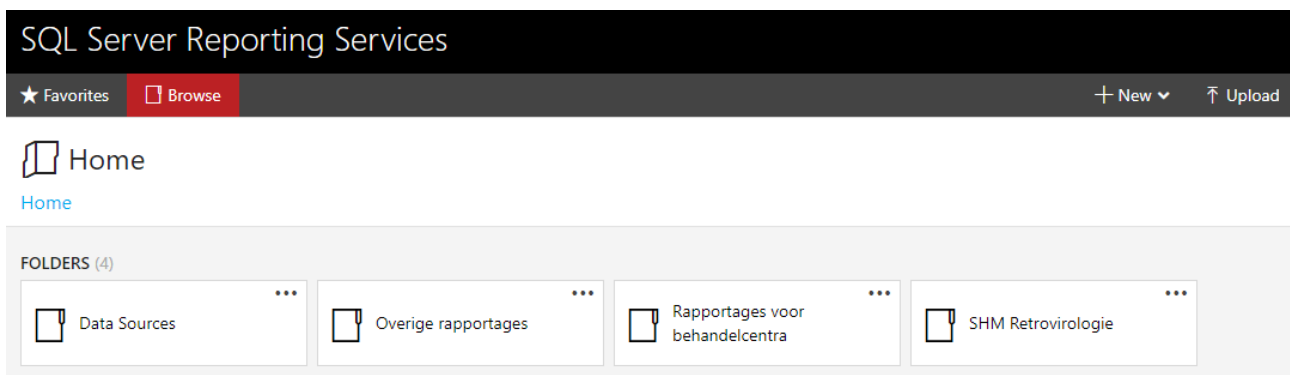 SQL Server Reporting Services
Favorites Browse New Upload
Home
Home
FOLDERS (4)
Data Sources
Overige rapportages
Rapportages voor
behandelcentra
SHM Retrovirologie